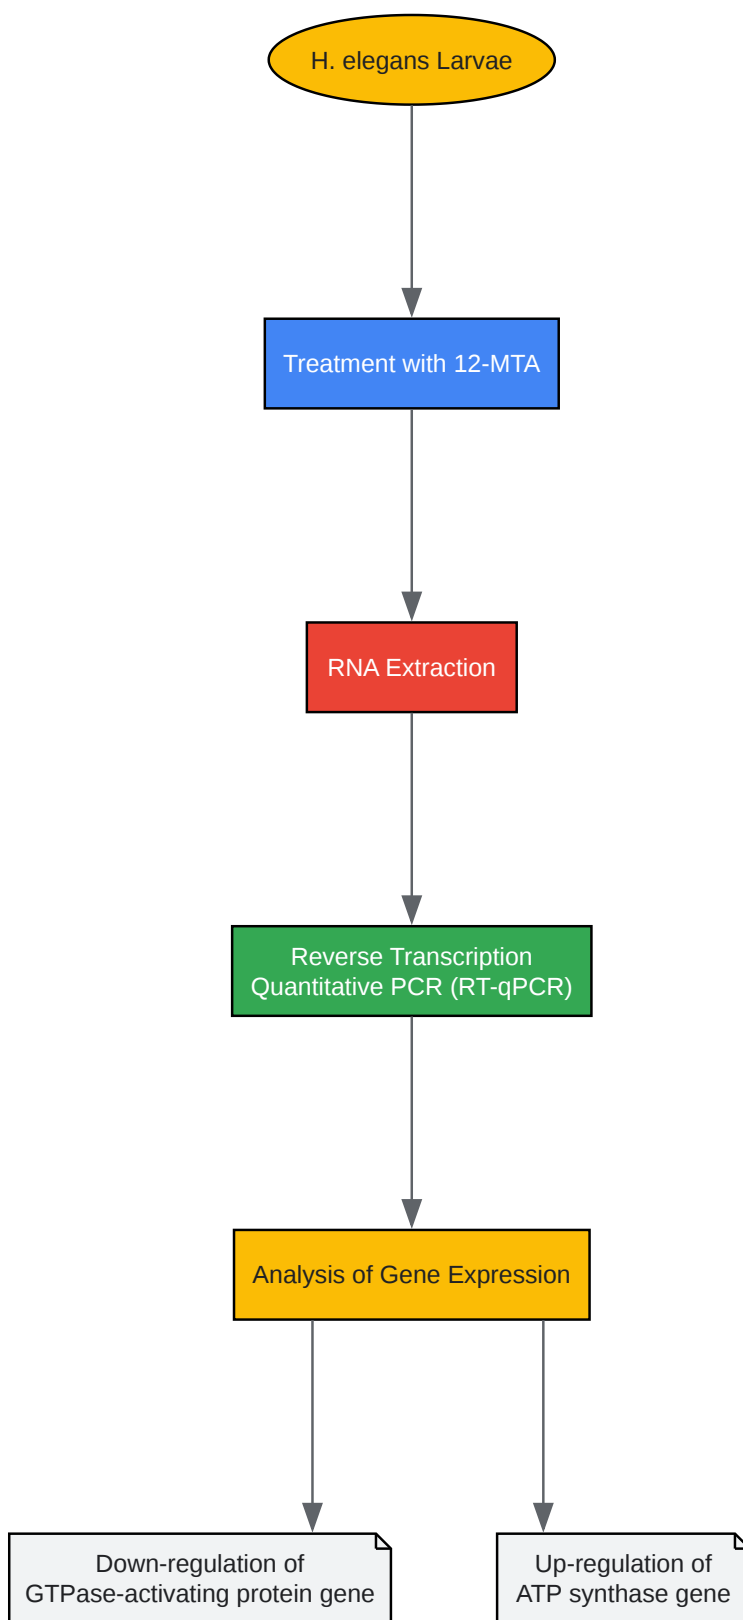 H. elegans Larvae
Treatment with 12-MTA
RNA Extraction
Reverse Transcription
Quantitative PCR (RT-qPCR)
Analysis of Gene Expression
Down-regulation of
GTPase-activating protein gene
Up-regulation of
ATP synthase gene